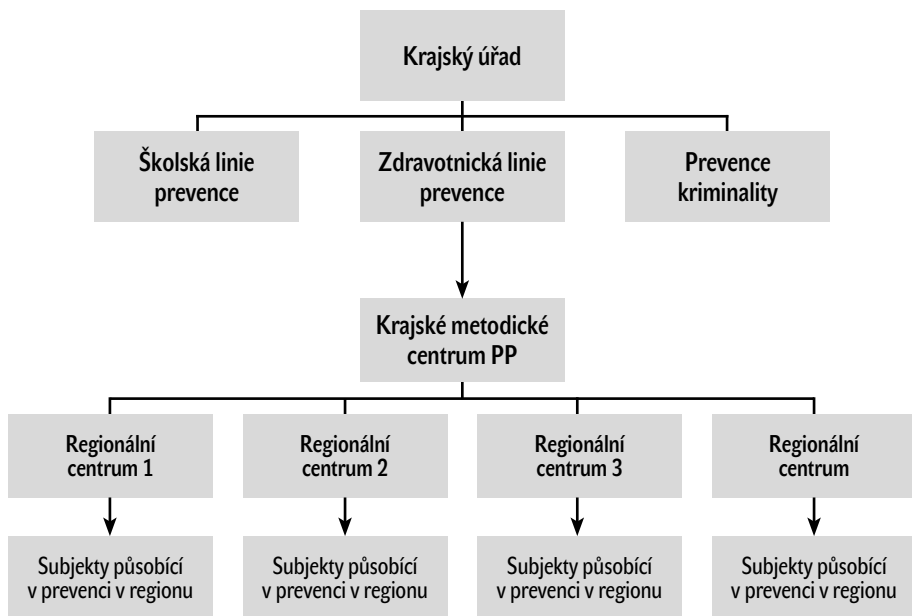 Krajský úřad
Školská linie
prevence
Zdravotnická linie
prevence
Prevence
kriminality
Krajské metodické
centrum PP
Regionální
centrum 1
Regionální
centrum 2
Regionální
centrum 3
Regionální
centrum
Subjekty působící
v prevenci v regionu
Subjekty působící
v prevenci v regionu
Subjekty působící
v prevenci v regionu
Subjekty působící
v prevenci v regionu